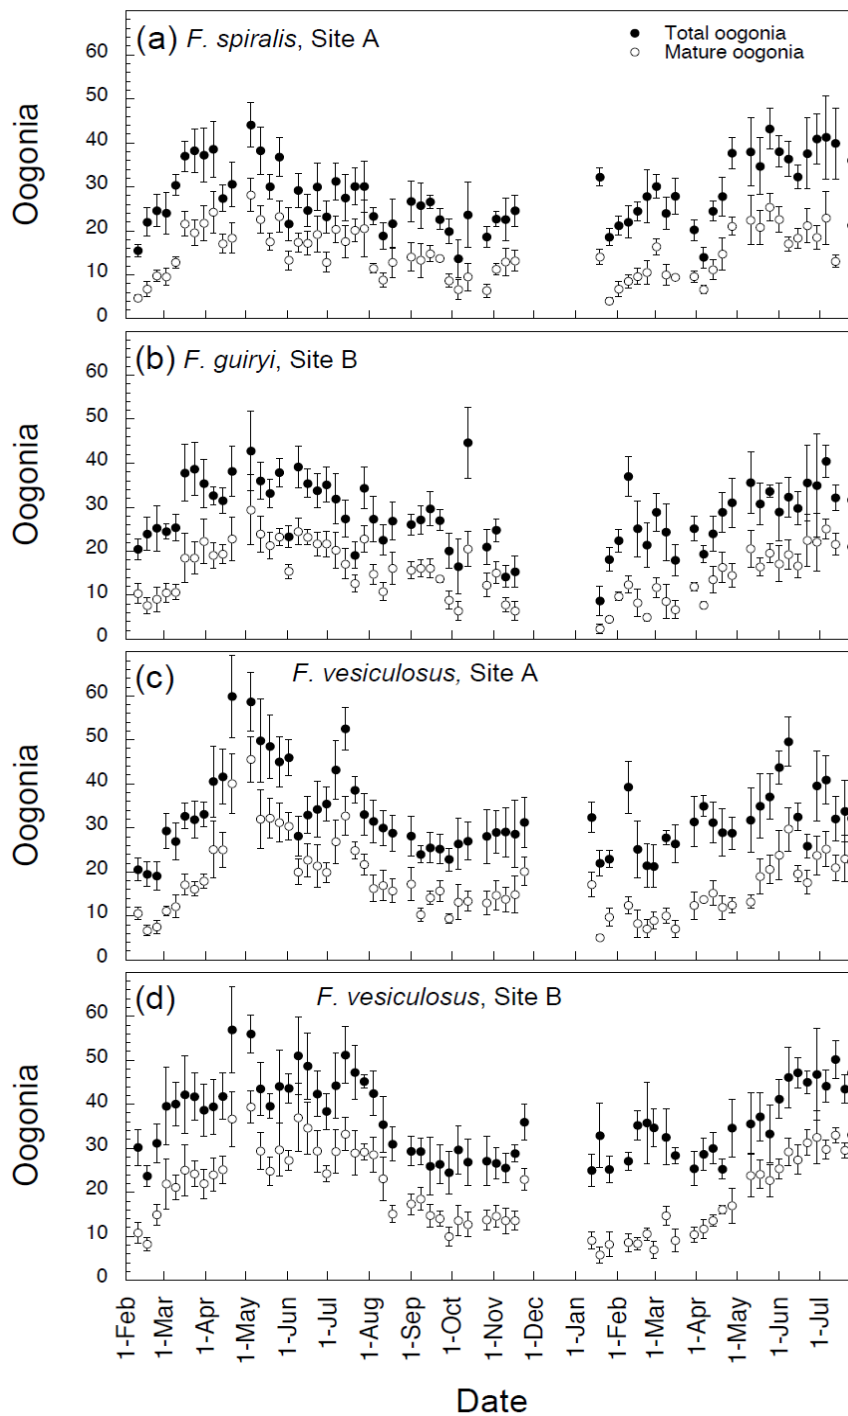 (a) F. spiralis, Site A
Total oogonia
Mature oogonia
Oogonia
60
50
40
30
20
10
0
(b) F. guiryi, Site B
Oogonia
60
50
40
30
20
10
0
(c) F. vesiculosus, Site A
Oogonia
60
50
40
30
20
10
0
(d) F. vesiculosus, Site B
Oogonia
60
50
40
30
20
10
0
1-Feb
1-Mar
1-Apr
1-May
1-Jun
1-Jul
1-Aug
1-Sep
1-Oct
1-Nov
1-Dec
1-Jan
1-Feb
1-Mar
1-Apr
1-May
1-Jun
1-Jul
Date